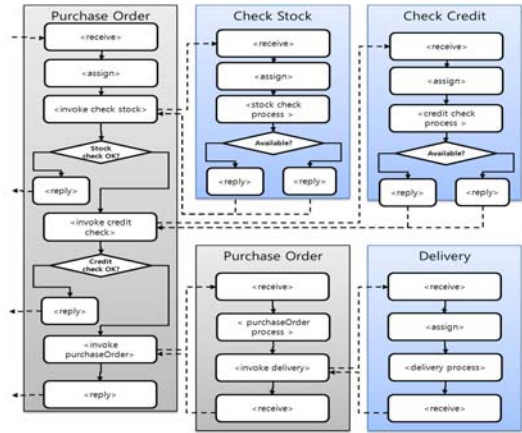 Purchase Order
<receive>
<assign>
<invoke check stock>
Stock
check OK?
<reply>
<invoke credit
check>
Credit
check OK?
<reply>
<invoke
purchaseOrder>
<reply>
Check Stock
<receive>
<assign>
<stock check
process >
Available?
<reply>
<reply>
Check Credit
<receive>
<assign>
<credit check
process >
Available?
<reply>
<reply>
Purchase Order
<receive>
< purchaseOrder
process >
<invoke delivery>
<receive>
Delivery
<receive>
<assign>
<delivery process>
<receive>